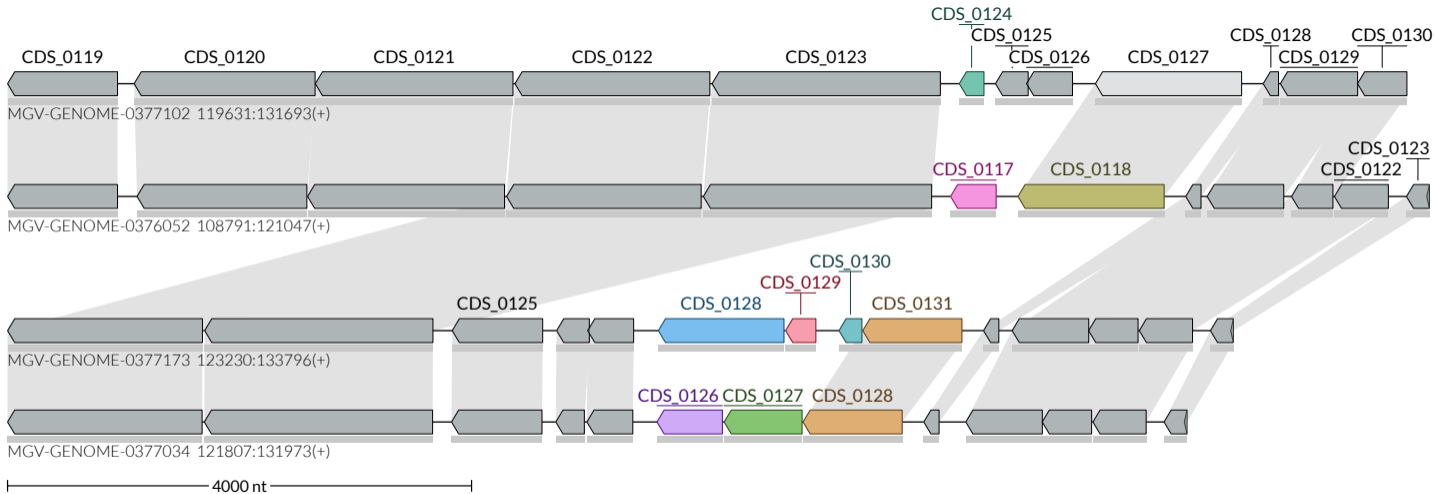 CDS_0124
CDS_0125
CDS_0128
CDS_0130
CDS_0119 CDS_0120 CDS_0121 CDS_0122 CDS_0123 CDS_0126 CDS_0127 CDS_0129
MGV-GENOME-0377102 119631:131693(+)
CDS_0123
CDS_0117 CDS_0118 CDS_0122
MGV-GENOME-0376052 108791:121047(+)
CDS_0130
CDS_0129
CDS_0125 CDS_0128 CDS_0131
MGV-GENOME-0377173 123230:133796(+)
CDS_0126 CDS_0127 CDS_0128
MGV-GENOME-0377034 121807:131973(+)
4000 nt